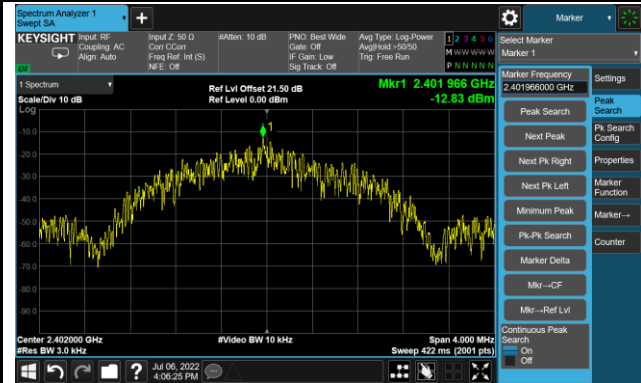 Spectrum Analyzer 1
Swept SA
+
Marker
KEYSIGHT
Input: RF
Coupling: AC
Align: Auto
Input Z: 50 Ω
Corr CCorr
Freq Ref: Int (S)
NFE: Off
#Atten: 10 dB
PNO: Best Wide
Gate: Off
IF Gain: Low
Sig Track: Off
Avg Type: Log-Power
Avg|Hold:>50/50
Trig: Free Run
1 2 3 4 5 6
M W W W W W
P N N N N N
Select Marker
Marker 1
LXI
1 Spectrum
Scale/Div 10 dB
Log
Ref Lvl Offset 21.50 dB
Ref Level 0.00 dBm
Mkr1 2.401 966 GHz
-12.83 dBm
1
-10.0
-20.0
-30.0
-40.0
-50.0
-60.0
-70.0
-80.0
-90.0
Center 2.402000 GHz
#Res BW 3.0 kHz
#Video BW 10 kHz
Span 4.000 MHz
Sweep 422 ms (2001 pts)
Marker Frequency
2.401966000 GHz
Peak Search
Next Peak
Next Pk Right
Next Pk Left
Minimum Peak
Pk-Pk Search
Marker Delta
Mkr→CF
Mkr→Ref Lvl
Continuous Peak
Search
On
Off
Settings
Peak
Search
Pk Search
Config
Properties
Marker
Function
Marker→
Counter
?
Jul 06, 2022
4:06:25 PM